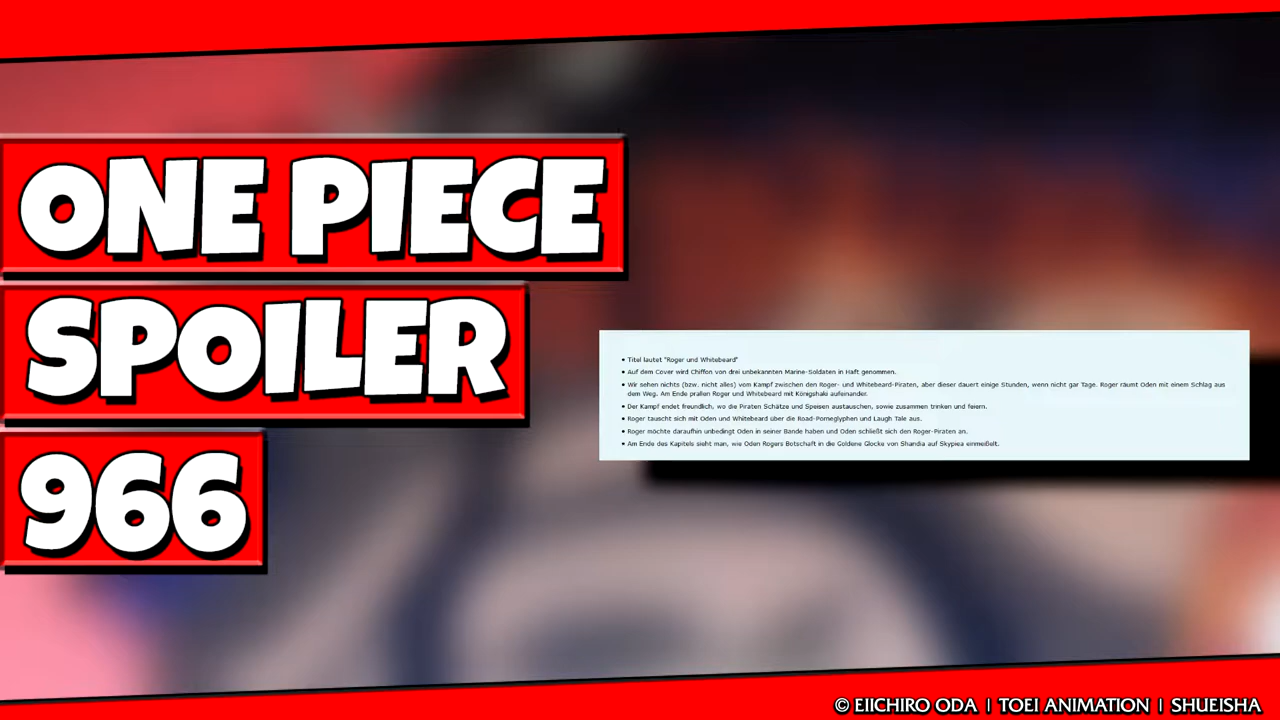 ONE PIECE
SPOILER
966
• Titel lautet "Roger und Whitebeard"
• Auf dem Cover wird Chiffon von drei unbekannten Marine-Soldaten in Haft genommen.
• Wir sehen nichts (bzw. nicht alles) vom Kampf zwischen den Roger- und Whitebeard-Piraten, aber dieser dauert einige Stunden, wenn nicht gar Tage. Roger räumt Oden mit einem Schlag aus
dem Weg. Am Ende prallen Roger und Whitebeard mit Königshaki aufeinander.
• Der Kampf endet freundlich, wo die Piraten Schätze und Speisen austauschen, sowie zusammen trinken und feiern.
• Roger tauscht sich mit Oden und Whitebeard über die Road-Porneglyphen und Laugh Tale aus.
• Roger möchte daraufhin unbedingt Oden in seiner Bande haben und Oden schließt sich den Roger-Piraten an.
• Am Ende des Kapitels sieht man, wie Oden Rogers Botschaft in die Goldene Glocke von Shandia auf Skypiea einmeißelt.
© EIICHIRO ODA | TOEI ANIMATION | SHUEISHA